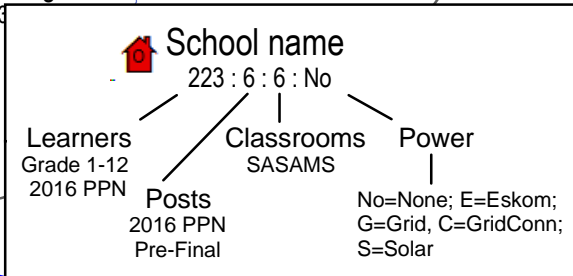 School name
223 : 6 : 6 : No
Learners
Grade 1-12
2016 PPN
Posts
2016 PPN
Pre-Final
Classrooms
SASAMS
Power
No=None; E=Eskom;
G=Grid, C=GridConn;
S=Solar